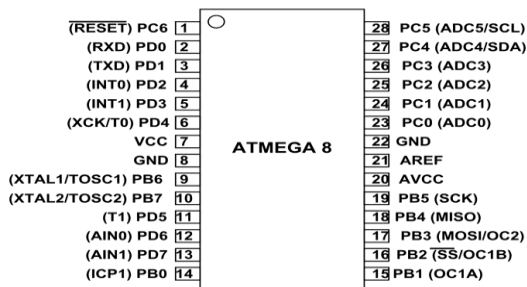 (RESET) PC6 1
(RXD) PD0 2
(TXD) PD1 3
(INT0) PD2 4
(INT1) PD3 5
(XCK/T0) PD4 6
VCC 7
GND 8
(XTAL1/TOSC1) PB6 9
(XTAL2/TOSC2) PB7 10
(T1) PD5 11
(AIN0) PD6 12
(AIN1) PD7 13
(ICP1) PB0 14
ATMEGA 8
28 PC5 (ADC5/SCL)
27 PC4 (ADC4/SDA)
26 PC3 (ADC3)
25 PC2 (ADC2)
24 PC1 (ADC1)
23 PC0 (ADC0)
22 GND
21 AREF
20 AVCC
19 PB5 (SCK)
18 PB4 (MISO)
17 PB3 (MOSI/OC2)
16 PB2 (SS/OC1B)
15 PB1 (OC1A)